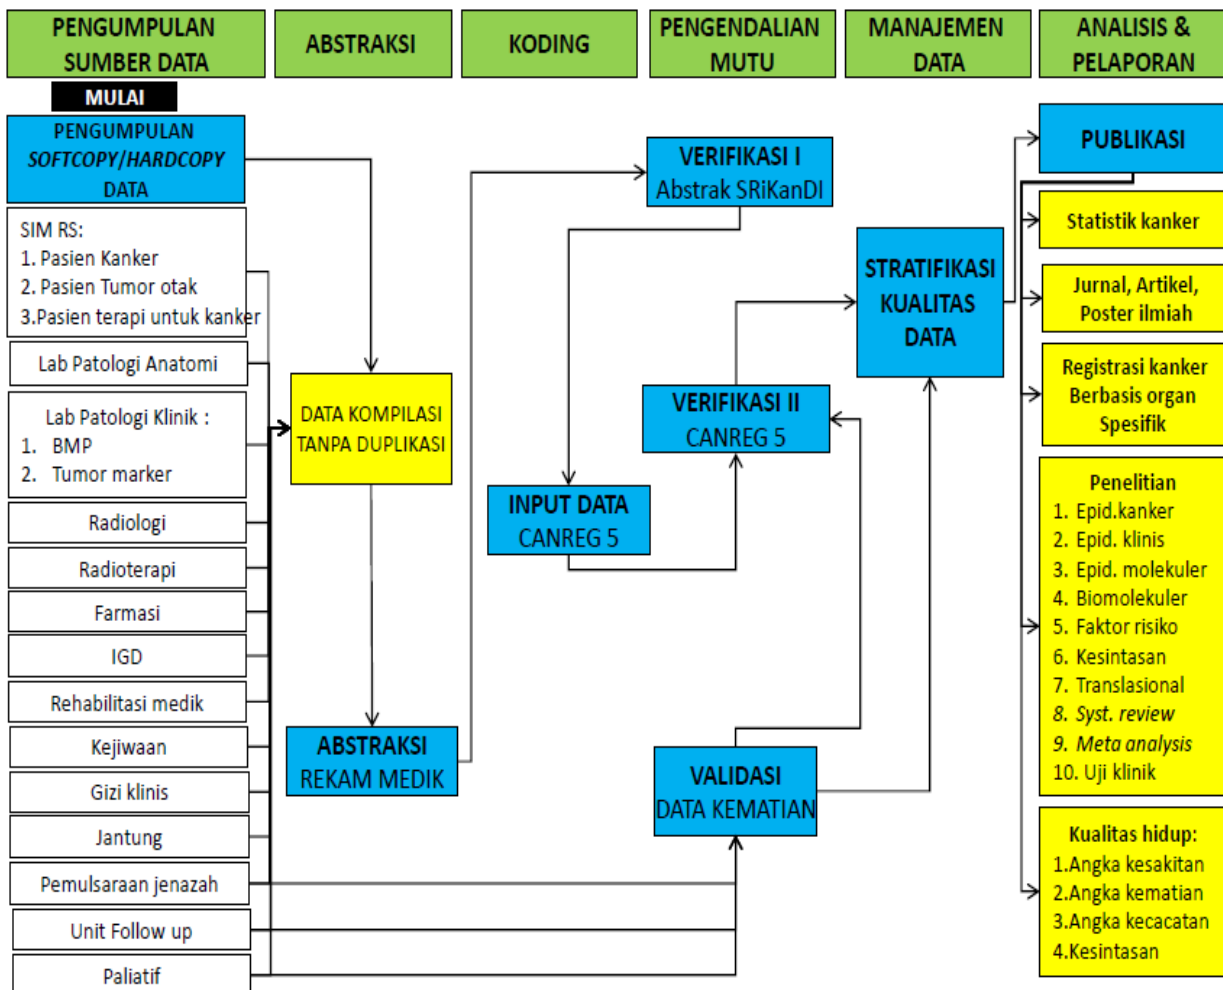 PENGUMPULAN
SUMBER DATA
ABSTRAKSI
KODING
PENGENDALIAN
MUTU
MANAJEMEN
DATA
ANALISIS &
PELAPORAN
MULAI
PENGUMPULAN
SOFTCOPY/HARDCOPY
DATA
SIM RS:
1. Pasien Kanker
2. Pasien Tumor otak
3.Pasien terapi untuk kanker
Lab Patologi Anatomi
Lab Patologi Klinik :
1. BMP
2. Tumor marker
Radiologi
Radioterapi
Farmasi
IGD
Rehabilitasi medik
Kejiwaan
Gizi klinis
Jantung
Pemulsaraan jenazah
Unit Follow up
Paliatif
DATA KOMPILASI
TANPA DUPLIKASI
ABSTRAKSI
REKAM MEDIK
INPUT DATA
CANREG 5
VERIFIKASI I
Abstrak SRiKanDI
VERIFIKASI II
CANREG 5
VALIDASI
DATA KEMATIAN
STRATIFIKASI
KUALITAS
DATA
PUBLIKASI
Statistik kanker
Jurnal, Artikel,
Poster ilmiah
Registrasi kanker
Berbasis organ
Spesifik
Penelitian
1. Epid.kanker
2. Epid. klinis
3. Epid. molekuler
4. Biomolekuler
5. Faktor risiko
6. Kesintasan
7. Translasional
8. Syst. review
9. Meta analysis
10. Uji klinik
Kualitas hidup:
1.Angka kesakitan
2.Angka kematian
3.Angka kecacatan
4.Kesintasan